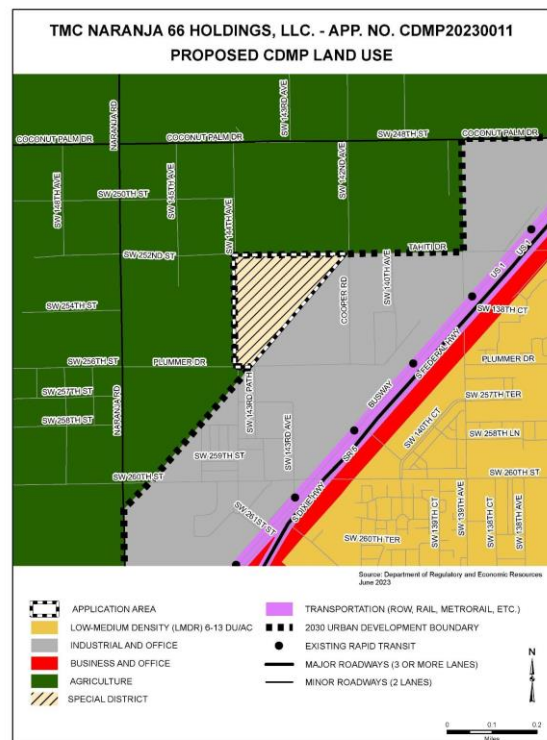 TMC NARANJA 66 HOLDINGS, LLC. - APP. NO. CDMP20230011
PROPOSED CDMP LAND USE
NARANJA RD
SW 143RD AVE
COCONUT PALM DR
COCONUT PALM DR
SW 248TH ST
COCONUT PALM DR
SW 148TH AVE
SW 145TH AVE
SW 144TH AVE
SW 142ND AVE
SW 250TH ST
SW 252ND ST
TAHITI DR
US-1
US-1
SW 254TH ST
COOPER RD
SW 140TH AVE
SW 138TH CT
SW 256TH ST
PLUMMER DR
S FEDERAL HWY
PLUMMER DR
SW 257TH ST
SW 143RD PATH
BUSWAY
SW 257TH TER
NARANJA RD
SW 258TH ST
SW 143RD AVE
SW 140TH CT
SW 258TH LN
SW 259TH ST
SR 5
SW 139TH AVE
SW 260TH ST
SW 260TH ST
SW 261ST ST
S DIXIE HWY
SW 139TH CT
SW 138TH CT
SW 138TH AVE
SW 260TH TER
Source: Department of Regulatory and Economic Resources
June 2023
APPLICATION AREA
LOW-MEDIUM DENSITY (LMDR) 6-13 DU/AC
INDUSTRIAL AND OFFICE
BUSINESS AND OFFICE
AGRICULTURE
SPECIAL DISTRICT
TRANSPORTATION (ROW, RAIL, METRORAIL, ETC.)
2030 URBAN DEVELOPMENT BOUNDARY
EXISTING RAPID TRANSIT
MAJOR ROADWAYS (3 OR MORE LANES)
MINOR ROADWAYS (2 LANES)
N
0 0.1 0.2
Miles